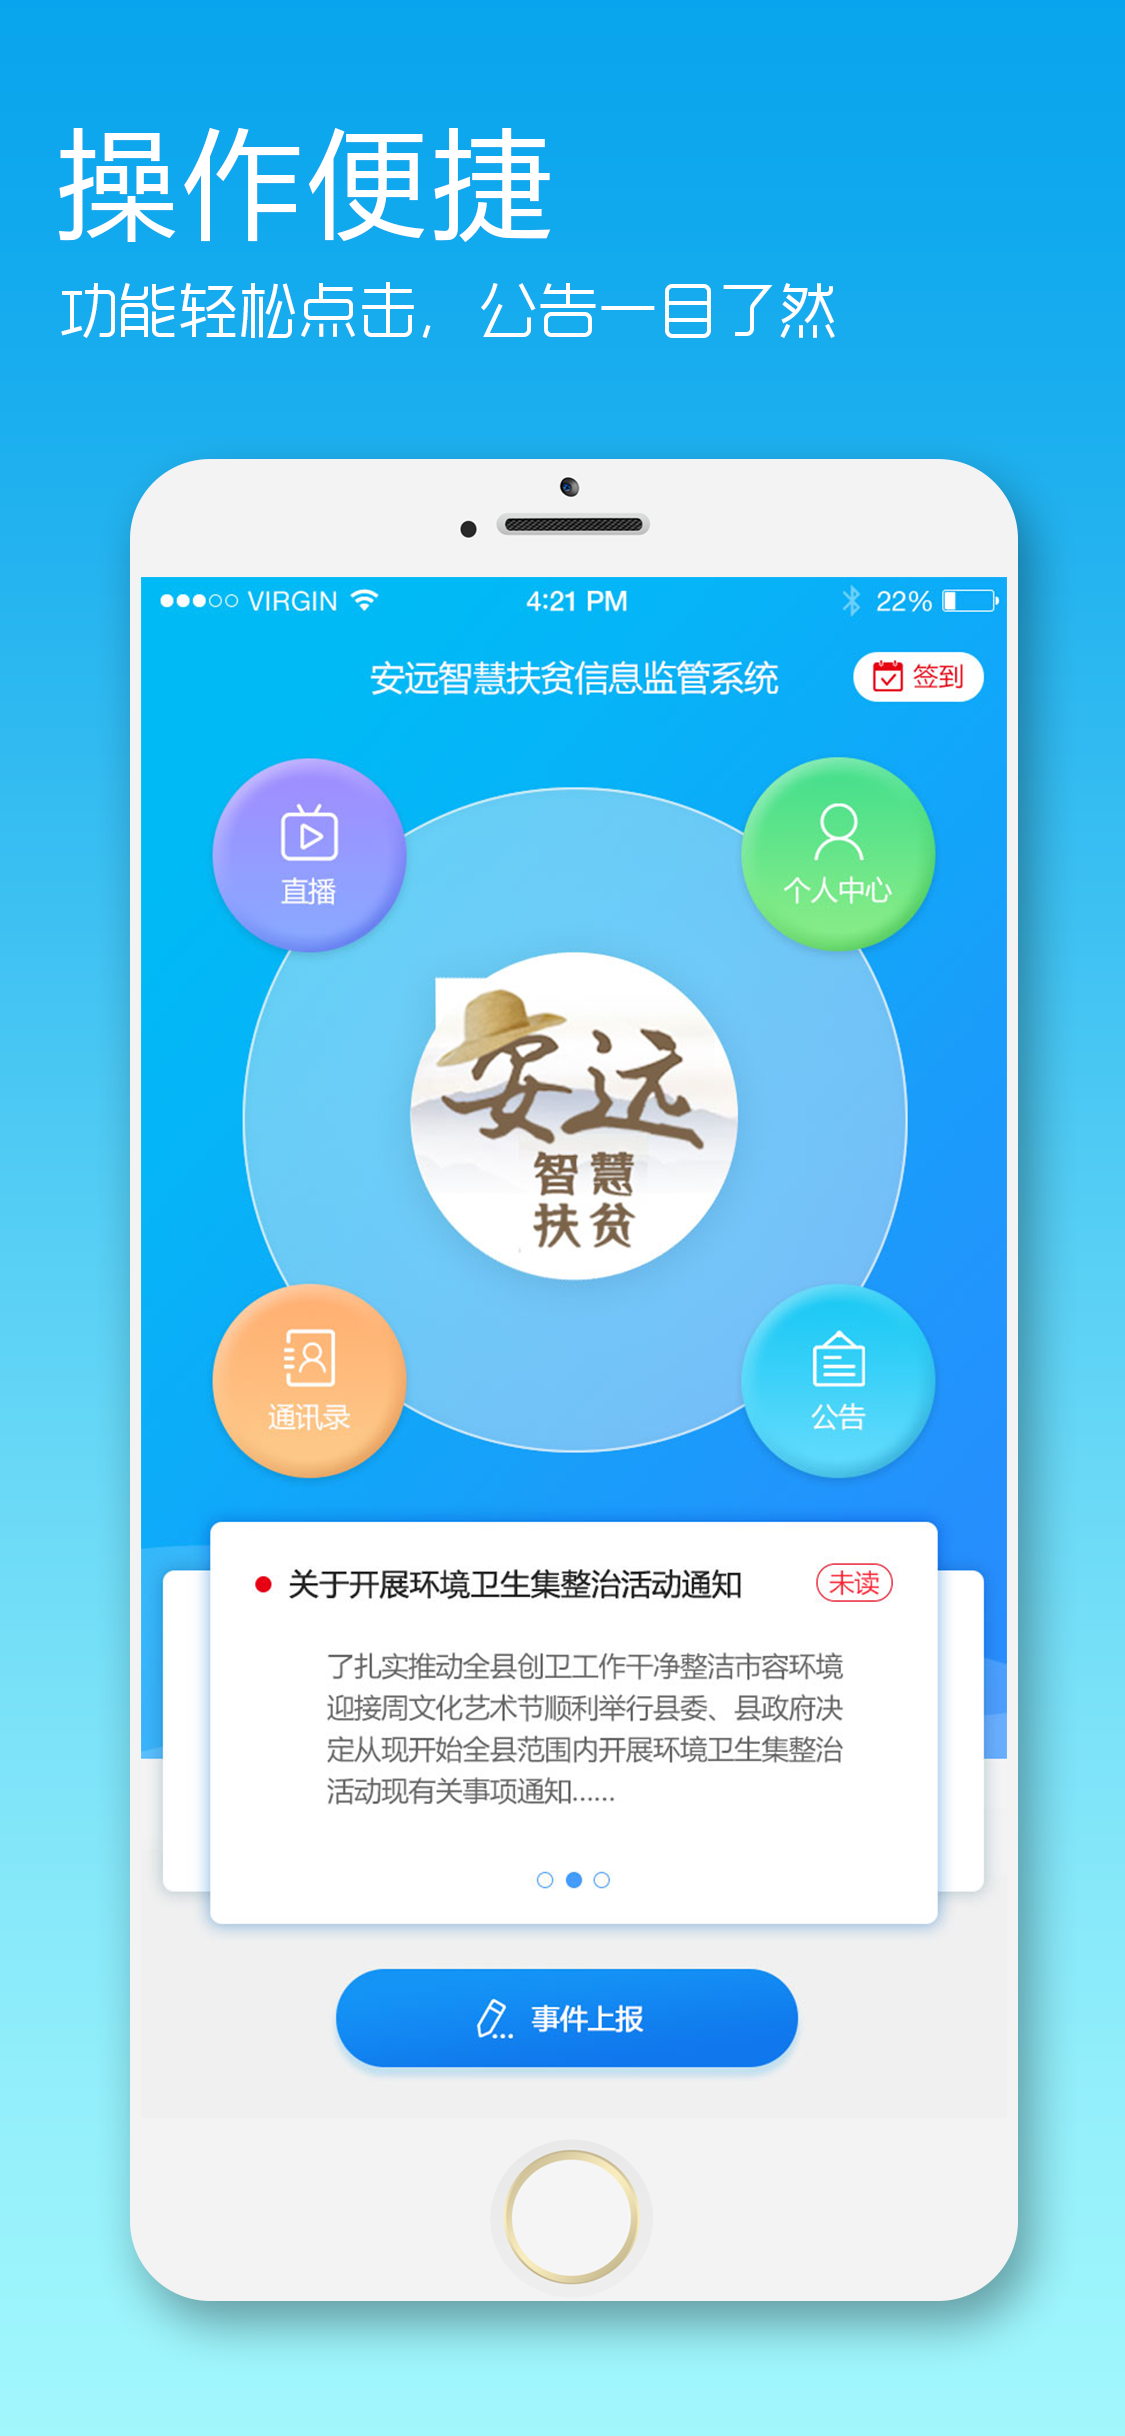 操作便捷
功能轻松点击，公告一目了然
VIRGIN 4:21 PM 22%
安远智慧扶贫信息监管系统 签到
直播 个人中心
安远
智慧
扶贫
通讯录 公告
关于开展环境卫生集整治活动通知 未读
了扎实推动全县创卫工作干净整洁市容环境
迎接周文化艺术节顺利举行县委、县政府决
定从现开始全县范围内开展环境卫生集整治
活动现有关事项通知......
事件上报